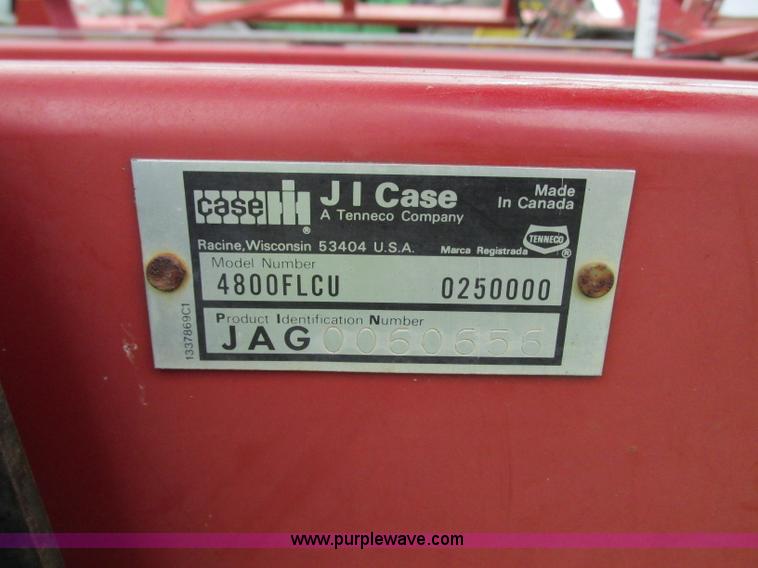 case IH ®
J I Case
A Tenneco Company
Made
In Canada
TENNECO ®
Racine, Wisconsin 53404 U.S.A.
Marca Registrada
Model Number
4800FLCU 0250000
Product Identification Number
JAG0060656
1337869C1
www.purplewave.com